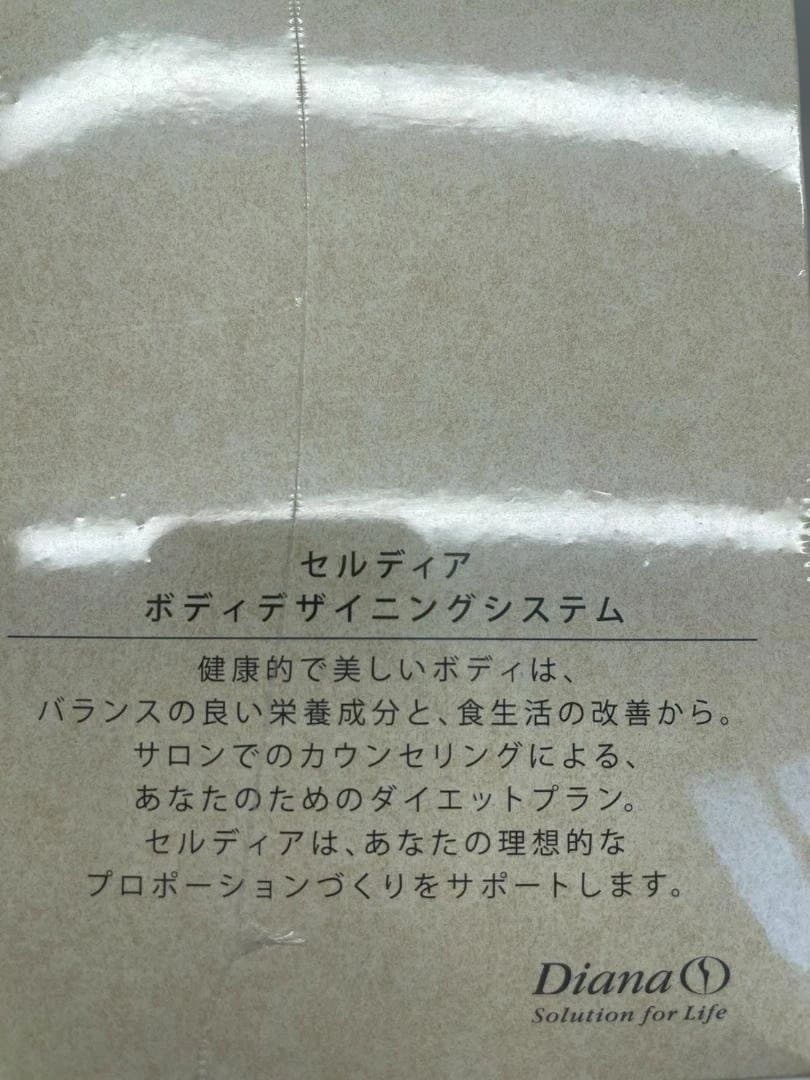 セルディア
ボディデザイニングシステム
健康的で美しいボディは、
バランスの良い栄養成分と、食生活の改善から。
サロンでのカウンセリングによる、
あなたのためのダイエットプラン。
セルディアは、あなたの理想的な
プロポーションづくりをサポートします。
Diana
Solution for Life